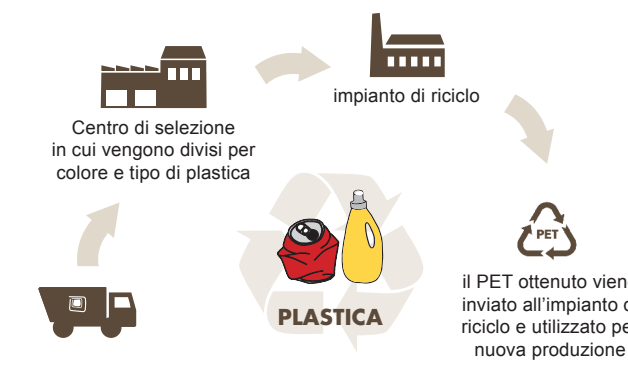 Centro di selezione
in cui vengono divisi per
colore e tipo di plastica
impianto di riciclo
PET
il PET ottenuto vien
inviato all’impianto
riciclo e utilizzato pe
nuova produzione
PLASTICA